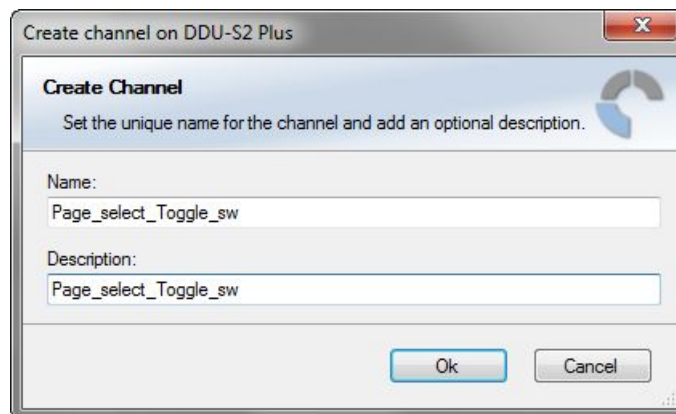 Create channel on DDU-S2 Plus
Create Channel
Set the unique name for the channel and add an optional description.
Name:
Page_select_Toggle_sw
Description:
Page_select_Toggle_sw
Ok Cancel